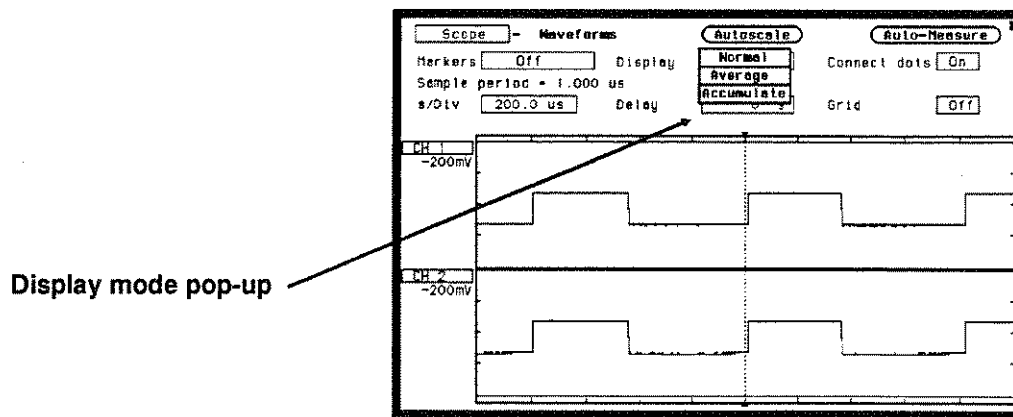 Scope - Waveforms Autoscale Auto-Measure
Markers Off Display Normal Connect dots On
Average
Sample period = 1.000 us
Accumulate
s/Div 200.0 us Delay s Grid Off
CH 1
-200mV
Display mode pop-up
CH 2
-200mV